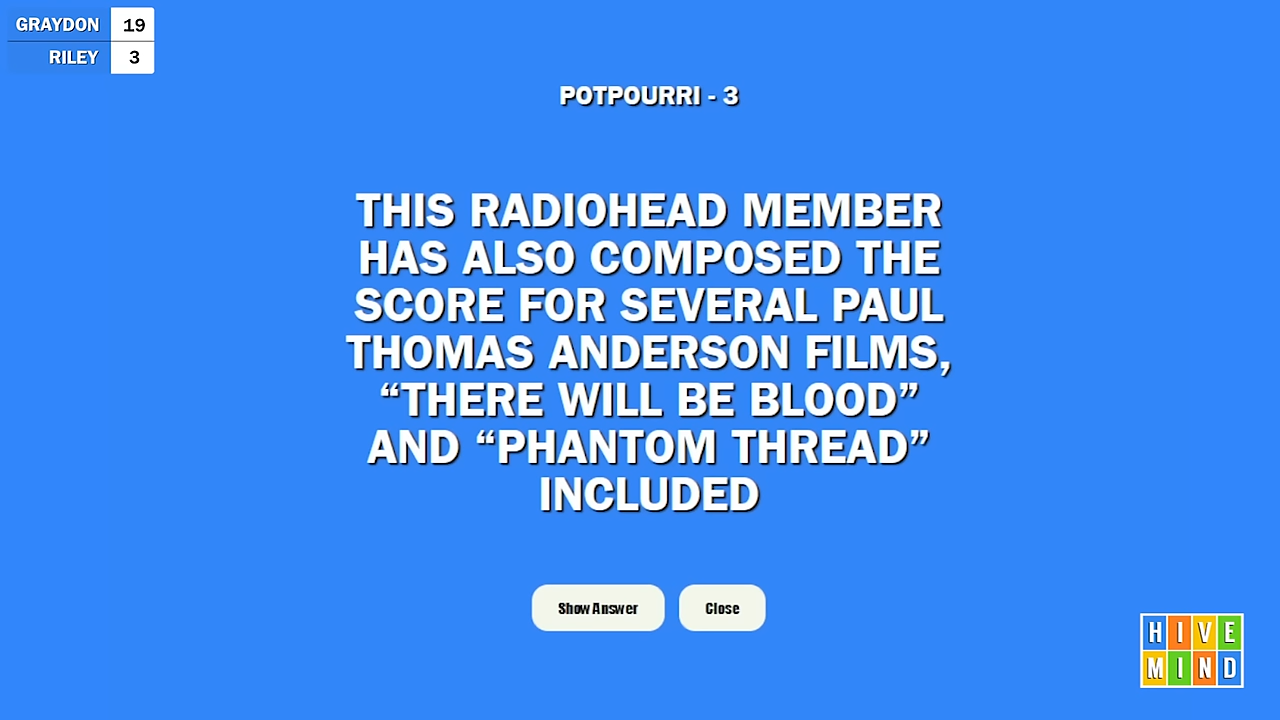 GRAYDON 19
RILEY 3
POTPOURRI - 3
THIS RADIOHEAD MEMBER
HAS ALSO COMPOSED THE
SCORE FOR SEVERAL PAUL
THOMAS ANDERSON FILMS,
“THERE WILL BE BLOOD”
AND “PHANTOM THREAD”
INCLUDED
Show Answer Close
HIVE
MIND